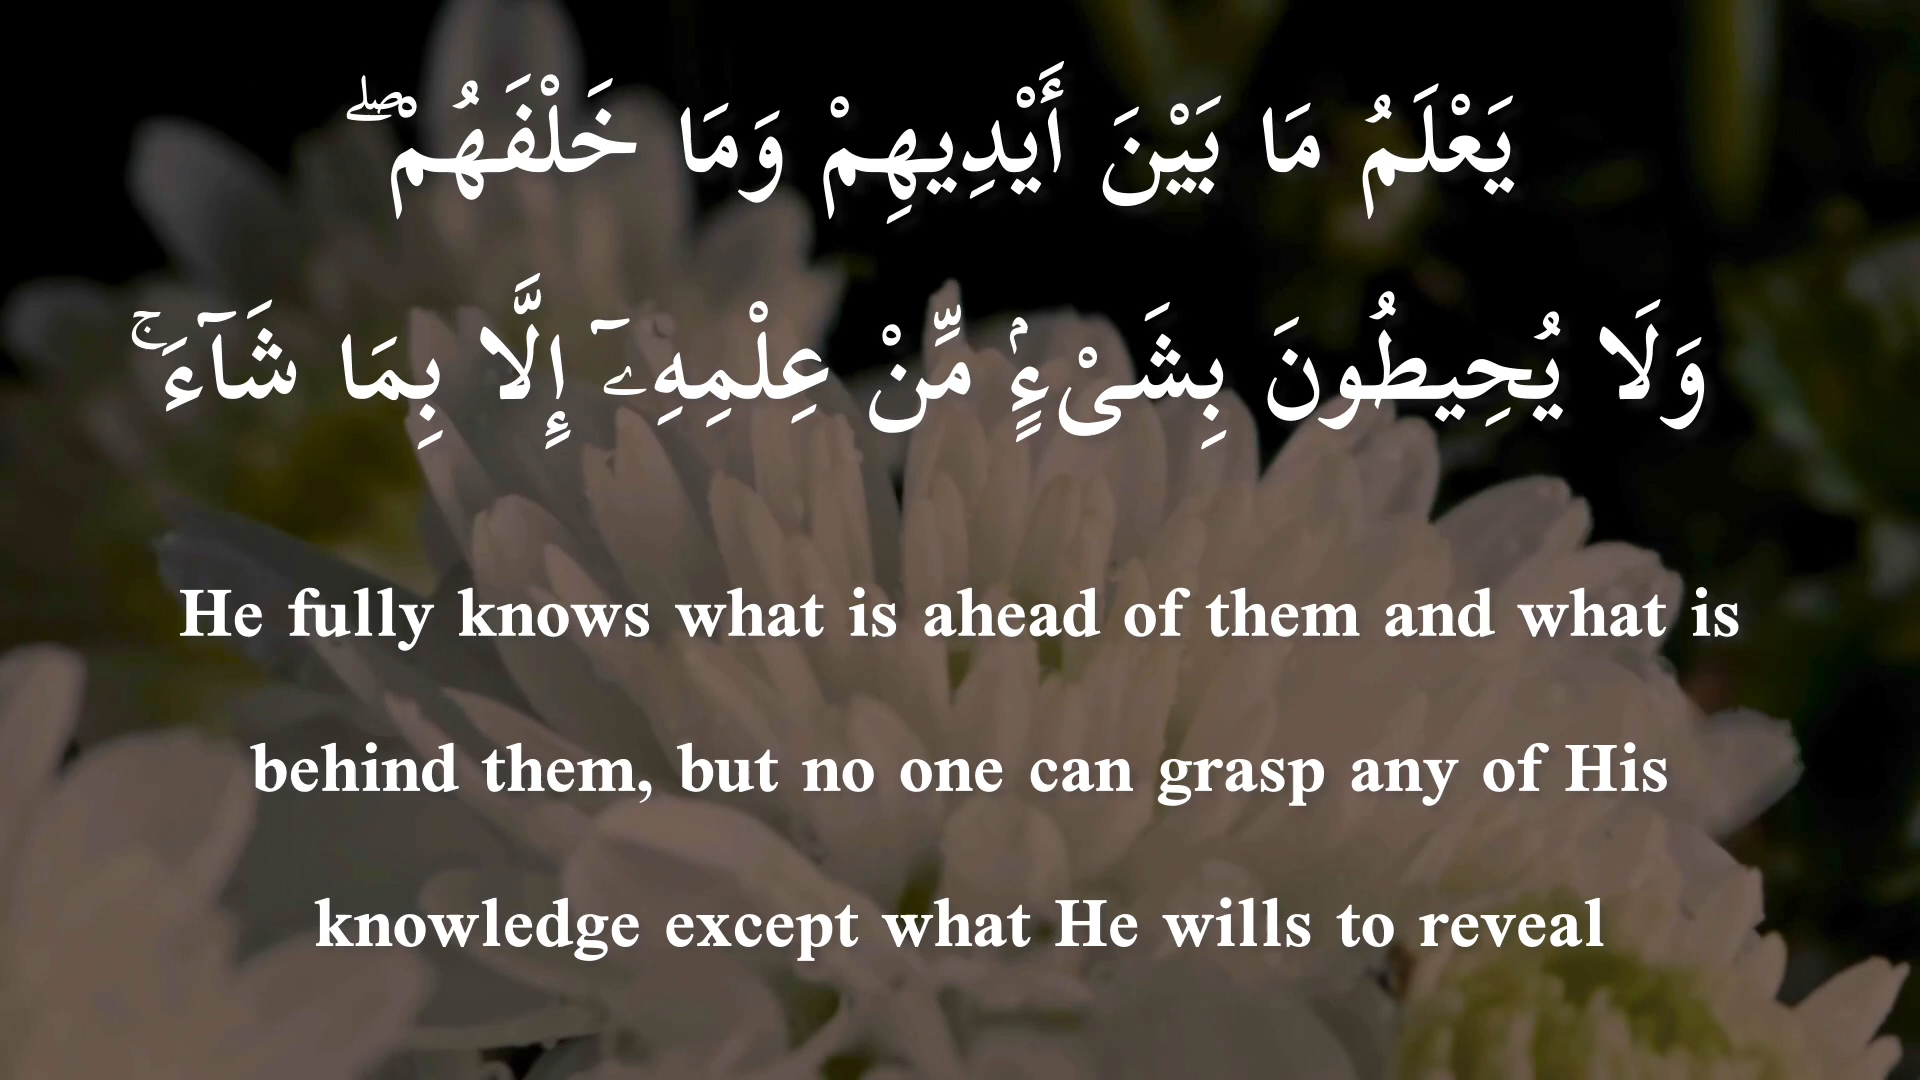 يَعْلَمُ مَا بَيْنَ أَيْدِيهِمْ وَمَا خَلْفَهُمْ ۖ
وَلَا يُحِيطُونَ بِشَىْءٍۢ مِّنْ عِلْمِهِۦٓ إِلَّا بِمَا شَآءَ ۚ
He fully knows what is ahead of them and what is
behind them, but no one can grasp any of His
knowledge except what He wills to reveal